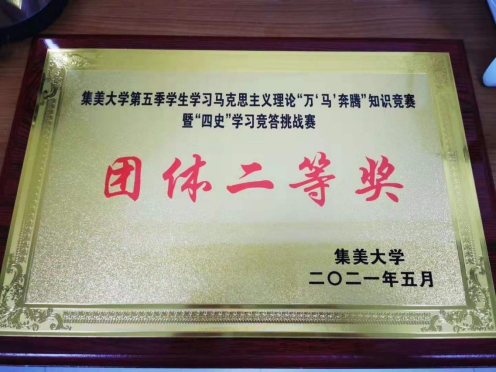 集美大学第五季学生学习马克思主义理论“万‘马’奔腾”知识竞赛
暨“四史”学习竞答挑战赛
团体二等奖
集美大学
二〇二一年五月